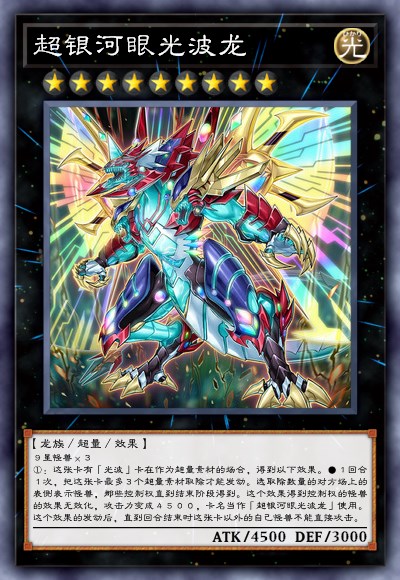 超银河眼光波龙
ひかり
光
【龙族／超量／效果】
9星怪兽×3
①：这张卡有「光波」卡在作为超量素材的场合，得到以下效果。●1回合
1次，把这张卡最多3个超量素材取除才能发动。选取除数量的对方场上的
表侧表示怪兽，那些控制权直到结束阶段得到。这个效果得到控制权的怪兽
的效果无效化，攻击力变成4500，卡名当作「超银河眼光波龙」使用。
这个效果的发动后，直到回合结束时这张卡以外的自己怪兽不能直接攻击。
ATK/4500 DEF/3000